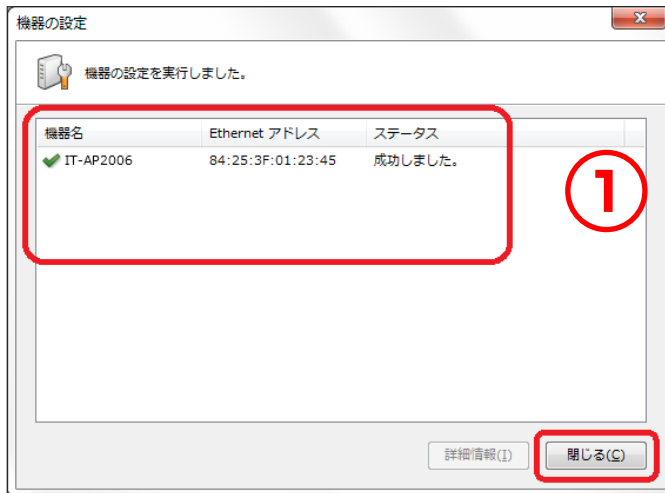 機器の設定
機器の設定を実行しました。
機器名 Ethernet アドレス ステータス
IT-AP2006 84:25:3F:01:23:45 成功しました。
①
詳細情報(I) 閉じる(C)